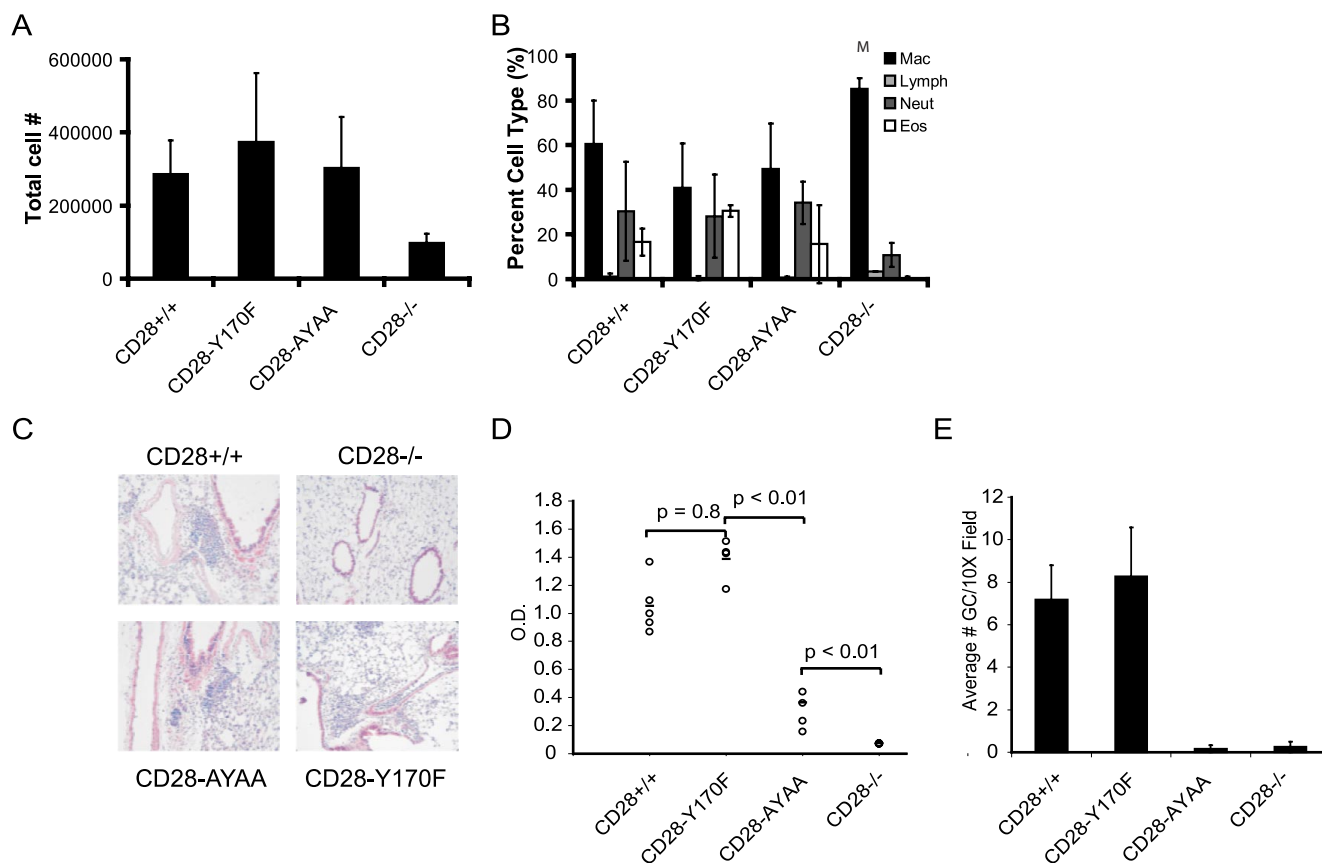 A
Total cell #
600000
400000
200000
0
CD28+/+
CD28-Y170F
CD28-AYAA
CD28-/-
B
Percent Cell Type (%)
100
80
60
40
20
0
M
Mac
Lymph
Neut
Eos
CD28+/+
CD28-Y170F
CD28-AYAA
CD28-/-
C
CD28+/+
CD28-/-
CD28-AYAA
CD28-Y170F
D
O.D.
1.8
1.6
1.4
1.2
1.0
0.8
0.6
0.4
0.2
0
p = 0.8
p < 0.01
p < 0.01
CD28+/+
CD28-Y170F
CD28-AYAA
CD28-/-
E
Average # GC/10X Field
12
10
8
6
4
2
0
CD28+/+
CD28-Y170F
CD28-AYAA
CD28-/-